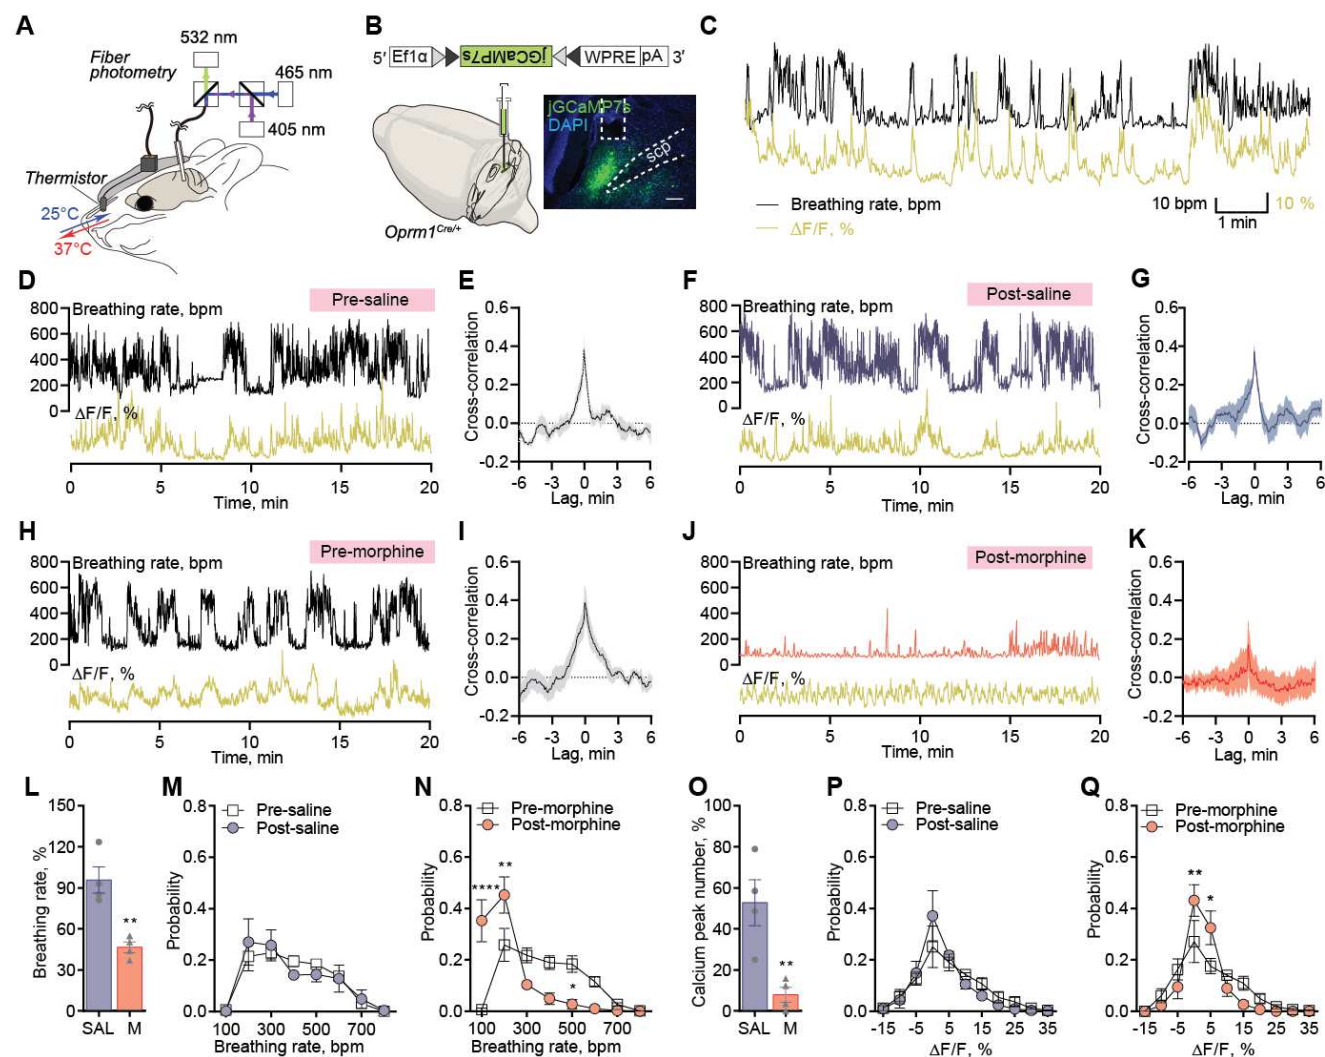 A
532 nm
Fiber
photometry
465 nm
405 nm
Thermistor
25°C
37°C
B
5′ Ef1α jGCaMP7s WPRE pA 3′
jGCaMP7s
DAPI
scp
Oprm1Cre/+
C
Breathing rate, bpm
ΔF/F, %
10 bpm
10 %
1 min
D
Breathing rate, bpm
Pre-saline
800
600
400
200
0
ΔF/F, %
0 5 10 15 20
Time, min
E
Cross-correlation
0.6
0.4
0.2
0.0
-0.2
-6 -3 0 3 6
Lag, min
F
Breathing rate, bpm
Post-saline
800
600
400
200
0
ΔF/F, %
0 5 10 15 20
Time, min
G
Cross-correlation
0.6
0.4
0.2
0.0
-0.2
-6 -3 0 3 6
Lag, min
H
Breathing rate, bpm
Pre-morphine
800
600
400
200
0
ΔF/F, %
0 5 10 15 20
Time, min
I
Cross-correlation
0.6
0.4
0.2
0.0
-0.2
-6 -3 0 3 6
Lag, min
J
Breathing rate, bpm
Post-morphine
800
600
400
200
0
ΔF/F, %
0 5 10 15 20
Time, min
K
Cross-correlation
0.6
0.4
0.2
0.0
-0.2
-6 -3 0 3 6
Lag, min
L
Breathing rate, %
150
120
90
60
30
0
**
SAL M
M
Probability
0.8
0.6
0.4
0.2
0.0
Pre-saline
Post-saline
100 300 500 700
Breathing rate, bpm
N
Probability
0.8
0.6
0.4
0.2
0.0
Pre-morphine
Post-morphine
**
****
*
100 300 500 700
Breathing rate, bpm
O
Calcium peak number, %
100
80
60
40
20
0
**
SAL M
P
Probability
0.8
0.6
0.4
0.2
0.0
Pre-saline
Post-saline
-15 -5 5 15 25 35
ΔF/F, %
Q
Probability
0.8
0.6
0.4
0.2
0.0
Pre-morphine
Post-morphine
**
*
-15 -5 5 15 25 35
ΔF/F, %